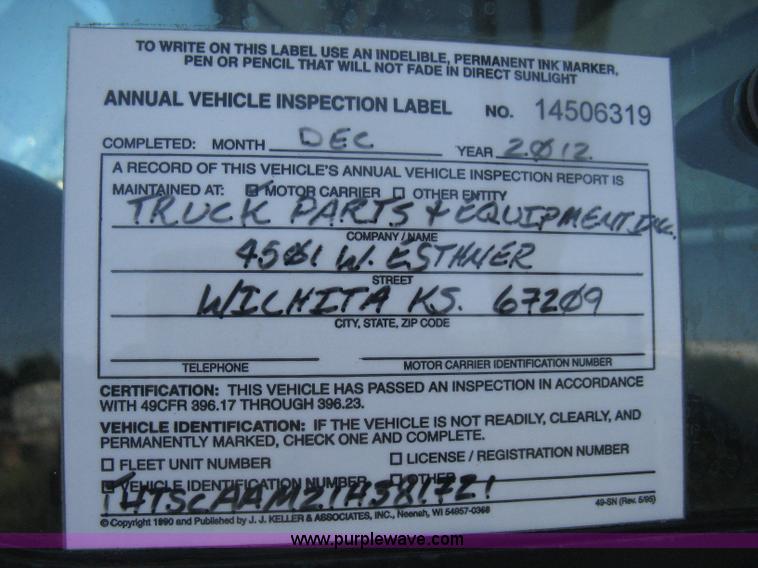 TO WRITE ON THIS LABEL USE AN INDELIBLE, PERMANENT INK MARKER,
PEN OR PENCIL THAT WILL NOT FADE IN DIRECT SUNLIGHT
ANNUAL VEHICLE INSPECTION LABEL NO. 14506319
COMPLETED: MONTH DEC YEAR 2012
A RECORD OF THIS VEHICLE'S ANNUAL VEHICLE INSPECTION REPORT IS
MAINTAINED AT: MOTOR CARRIER OTHER ENTITY
TRUCK PARTS & EQUIPMENT INC.
COMPANY / NAME
4501 W. ESTHNER
STREET
WICHITA KS. 67209
CITY, STATE, ZIP CODE
TELEPHONE MOTOR CARRIER IDENTIFICATION NUMBER
CERTIFICATION: THIS VEHICLE HAS PASSED AN INSPECTION IN ACCORDANCE
WITH 49CFR 396.17 THROUGH 396.23.
VEHICLE IDENTIFICATION: IF THE VEHICLE IS NOT READILY, CLEARLY, AND
PERMANENTLY MARKED, CHECK ONE AND COMPLETE.
FLEET UNIT NUMBER LICENSE / REGISTRATION NUMBER
VEHICLE IDENTIFICATION NUMBER OTHER
49-SN (Rev. 5/95)
© Copyright 1990 and Published by J. J. KELLER & ASSOCIATES, INC., Neenah, WI 54957-0368
www.purplewave.com